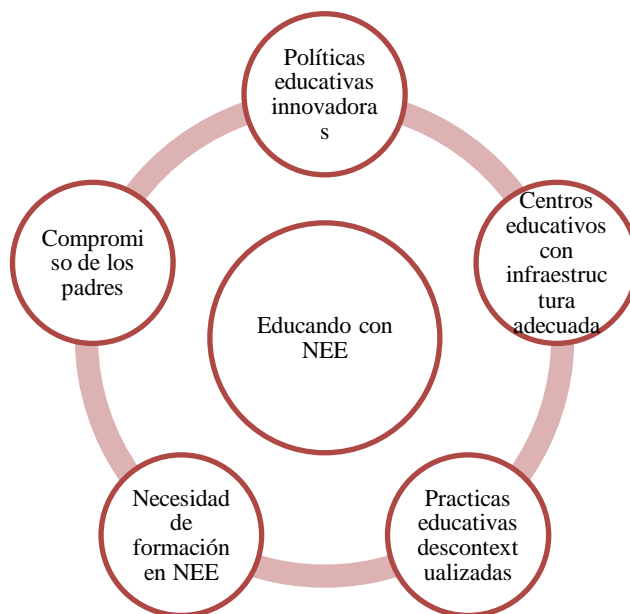 Políticas
educativas
innovadora
s
Centros
educativos
con
infraestruc
tura
adecuada
Practicas
educativas
descontext
ualizadas
Necesidad
de
formación
en NEE
Compromi
so de los
padres
Educando con
NEE